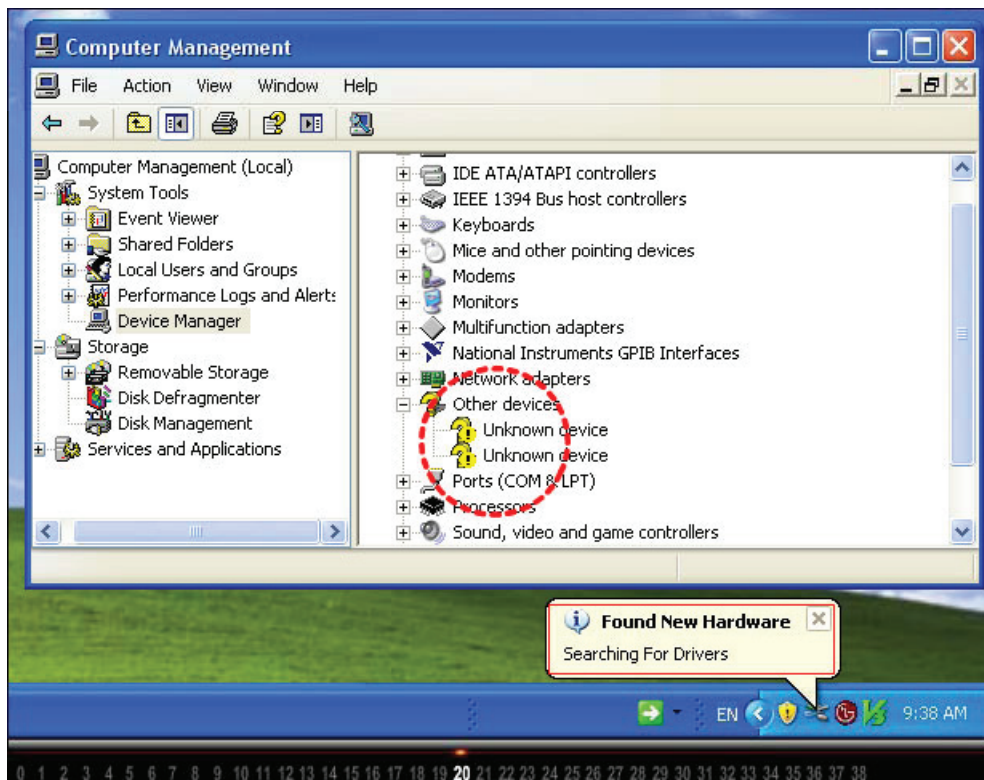 Computer Management
File Action View Window Help
Computer Management (Local)
System Tools
Event Viewer
Shared Folders
Local Users and Groups
Performance Logs and Alerts
Device Manager
Storage
Removable Storage
Disk Defragmenter
Disk Management
Services and Applications
IDE ATA/ATAPI controllers
IEEE 1394 Bus host controllers
Keyboards
Mice and other pointing devices
Modems
Monitors
Multifunction adapters
National Instruments GPIB Interfaces
Network adapters
Other devices
Unknown device
Unknown device
Ports (COM & LPT)
Processors
Sound, video and game controllers
Found New Hardware
Searching For Drivers
EN 9:38 AM
0 1 2 3 4 5 6 7 8 9 10 11 12 13 14 15 16 17 18 19 20 21 22 23 24 25 26 27 28 29 30 31 32 33 34 35 36 37 38